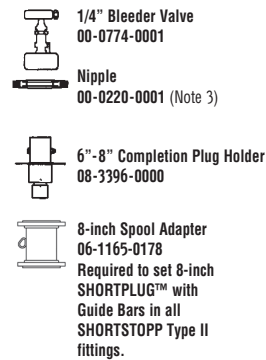 1/4” Bleeder Valve
00-0774-0001
Nipple
00-0220-0001 (Note 3)
6”-8” Completion Plug Holder
08-3396-0000
8-inch Spool Adapter
06-1165-0178
Required to set 8-inch
SHORTPLUG™ with
Guide Bars in all
SHORTSTOPP Type II
fittings.